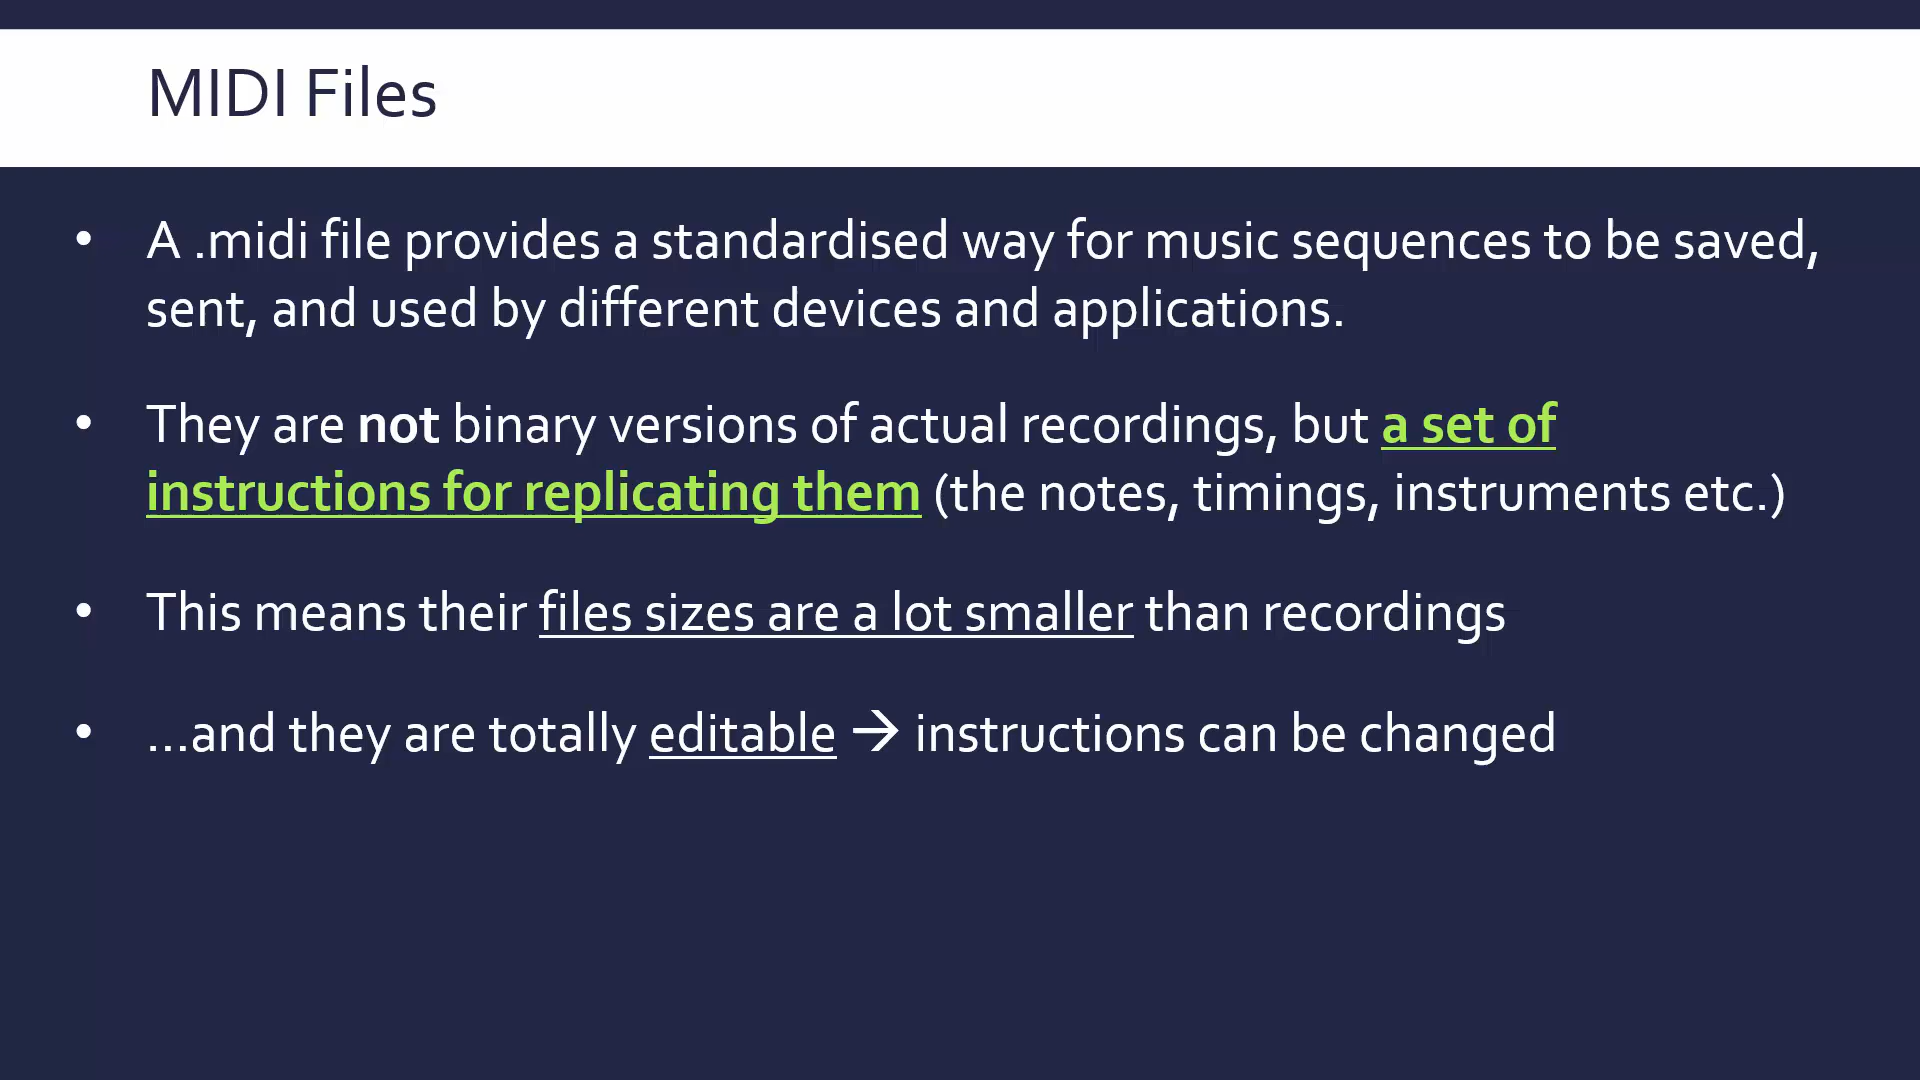 MIDI Files
• A .midi file provides a standardised way for music sequences to be saved,
sent, and used by different devices and applications.
• They are not binary versions of actual recordings, but a set of
instructions for replicating them (the notes, timings, instruments etc.)
• This means their files sizes are a lot smaller than recordings
• ...and they are totally editable → instructions can be changed